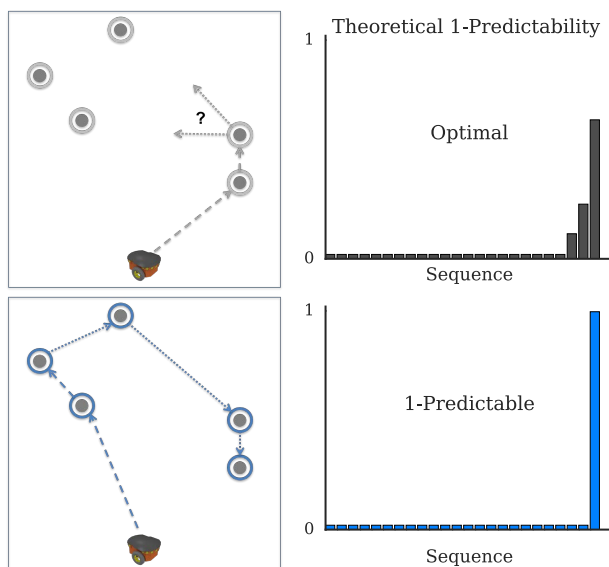 Theoretical 1-Predictability
1
Optimal
?
0
Sequence
1
1-Predictable
0
Sequence